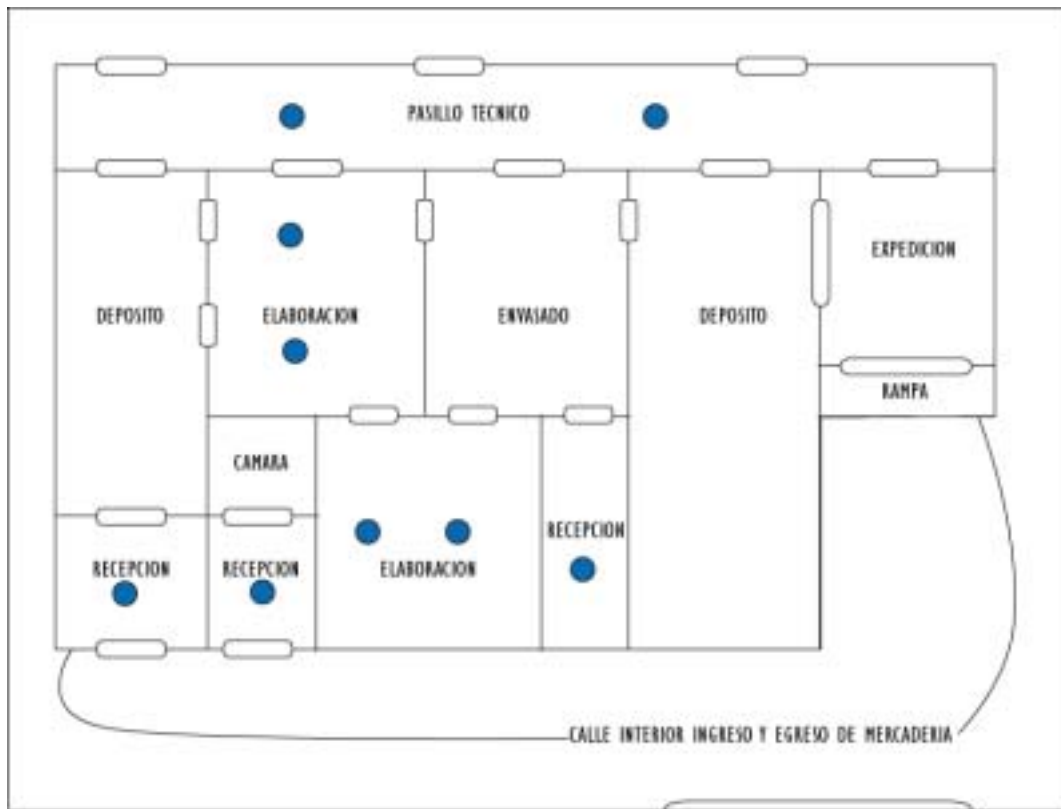 PASILLO TECNICO
EXPEDICION
DEPOSITO
ELABORACION
ENVASADO
DEPOSITO
RAMPA
CAMARA
RECEPCION
RECEPCION
RECEPCION
ELABORACION
CALLE INTERIOR INGRESO Y EGRESO DE MERCADERIA